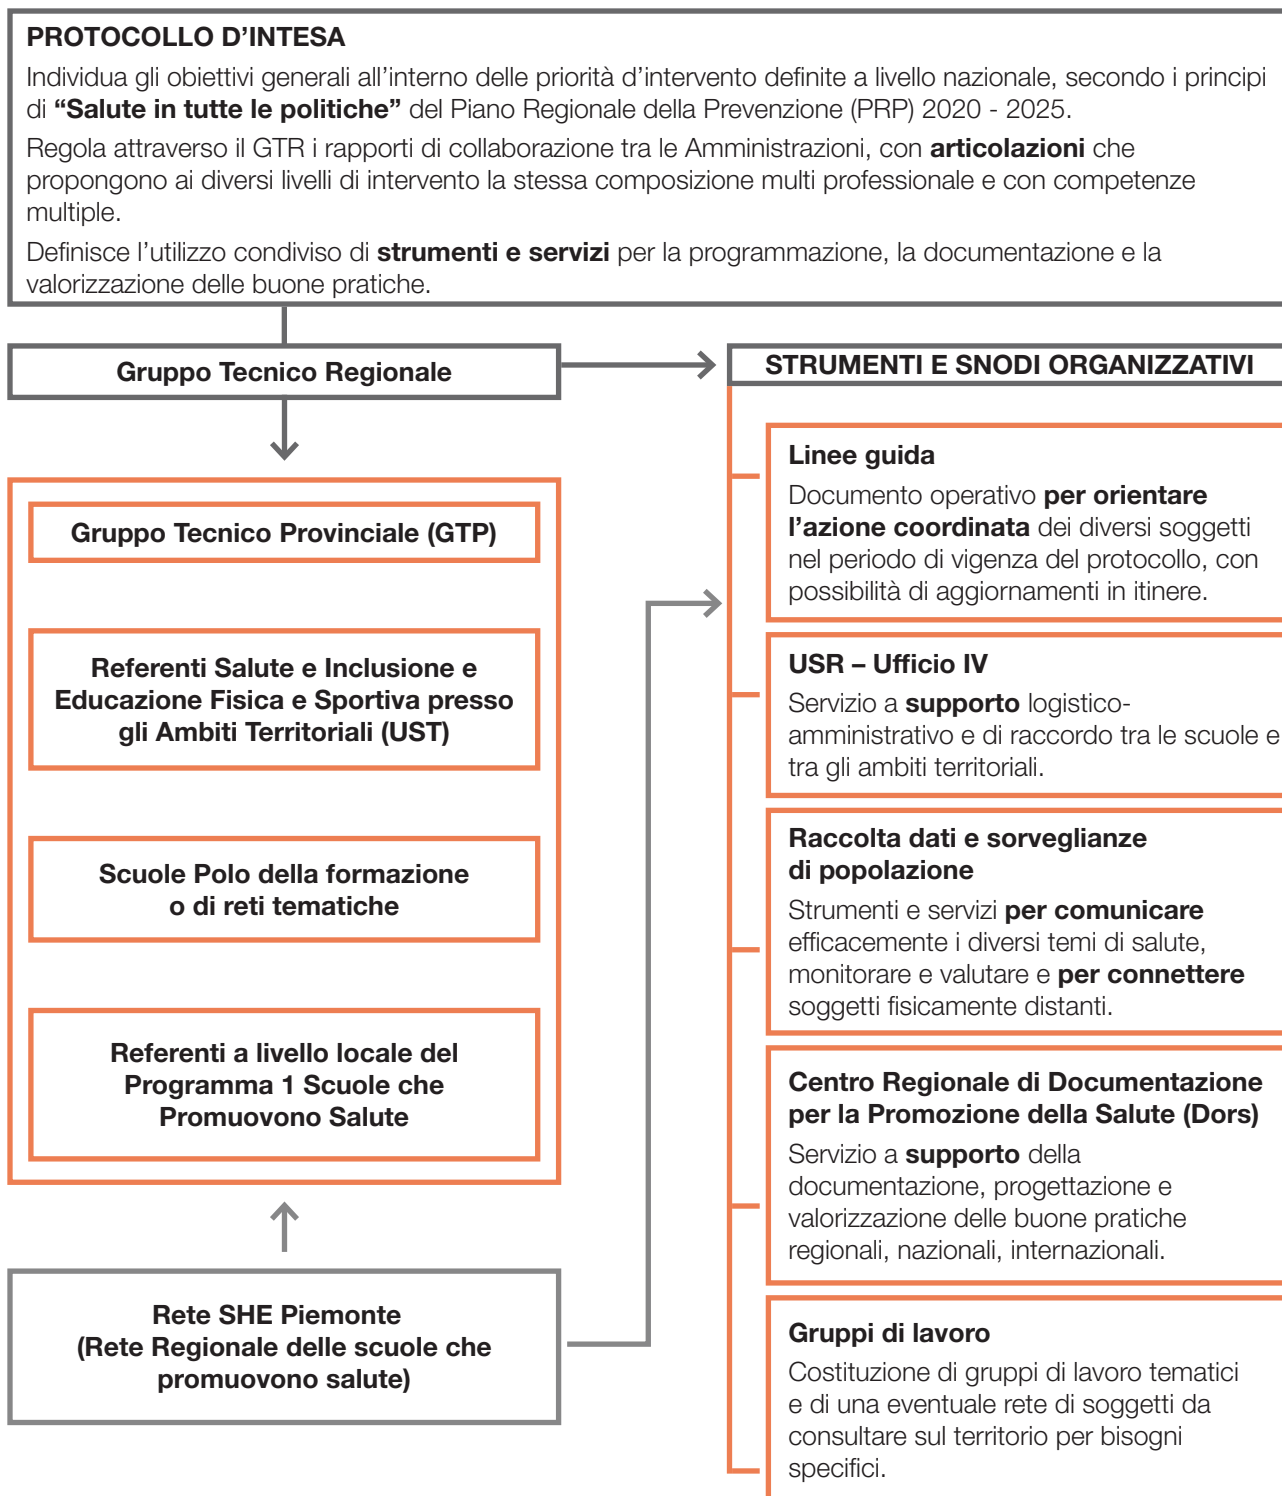 PROTOCOLLO D'INTESA
Individua gli obiettivi generali all'interno delle priorità d'intervento definite a livello nazionale, secondo i principi
di “Salute in tutte le politiche” del Piano Regionale della Prevenzione (PRP) 2020 - 2025.
Regola attraverso il GTR i rapporti di collaborazione tra le Amministrazioni, con articolazioni che
propongono ai diversi livelli di intervento la stessa composizione multi professionale e con competenze
multiple.
Definisce l'utilizzo condiviso di strumenti e servizi per la programmazione, la documentazione e la
valorizzazione delle buone pratiche.
Gruppo Tecnico Regionale
Gruppo Tecnico Provinciale (GTP)
Referenti Salute e Inclusione e
Educazione Fisica e Sportiva presso
gli Ambiti Territoriali (UST)
Scuole Polo della formazione
o di reti tematiche
Referenti a livello locale del
Programma 1 Scuole che
Promuovono Salute
Rete SHE Piemonte
(Rete Regionale delle scuole che
promuovono salute)
STRUMENTI E SNODI ORGANIZZATIVI
Linee guida
Documento operativo per orientare
l'azione coordinata dei diversi soggetti
nel periodo di vigenza del protocollo, con
possibilità di aggiornamenti in itinere.
USR – Ufficio IV
Servizio a supporto logistico-
amministrativo e di raccordo tra le scuole e
tra gli ambiti territoriali.
Raccolta dati e sorveglianze
di popolazione
Strumenti e servizi per comunicare
efficacemente i diversi temi di salute,
monitorare e valutare e per connettere
soggetti fisicamente distanti.
Centro Regionale di Documentazione
per la Promozione della Salute (Dors)
Servizio a supporto della
documentazione, progettazione e
valorizzazione delle buone pratiche
regionali, nazionali, internazionali.
Gruppi di lavoro
Costituzione di gruppi di lavoro tematici
e di una eventuale rete di soggetti da
consultare sul territorio per bisogni
specifici.